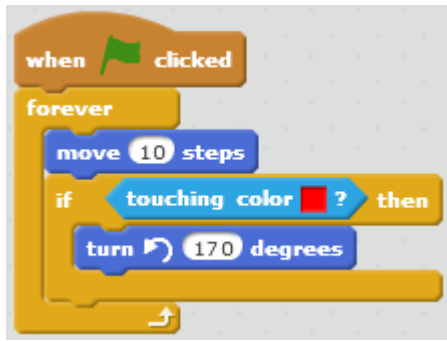 when clicked
forever
move 10 steps
if touching color ? then
turn 170 degrees